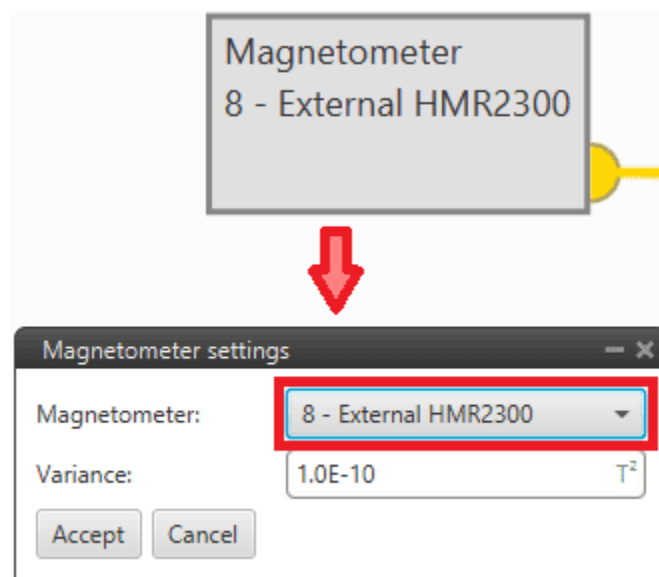 Magnetometer
8 - External HMR2300
Magnetometer settings
Magnetometer: 8 - External HMR2300
Variance: 1.0E-10 T²
Accept Cancel